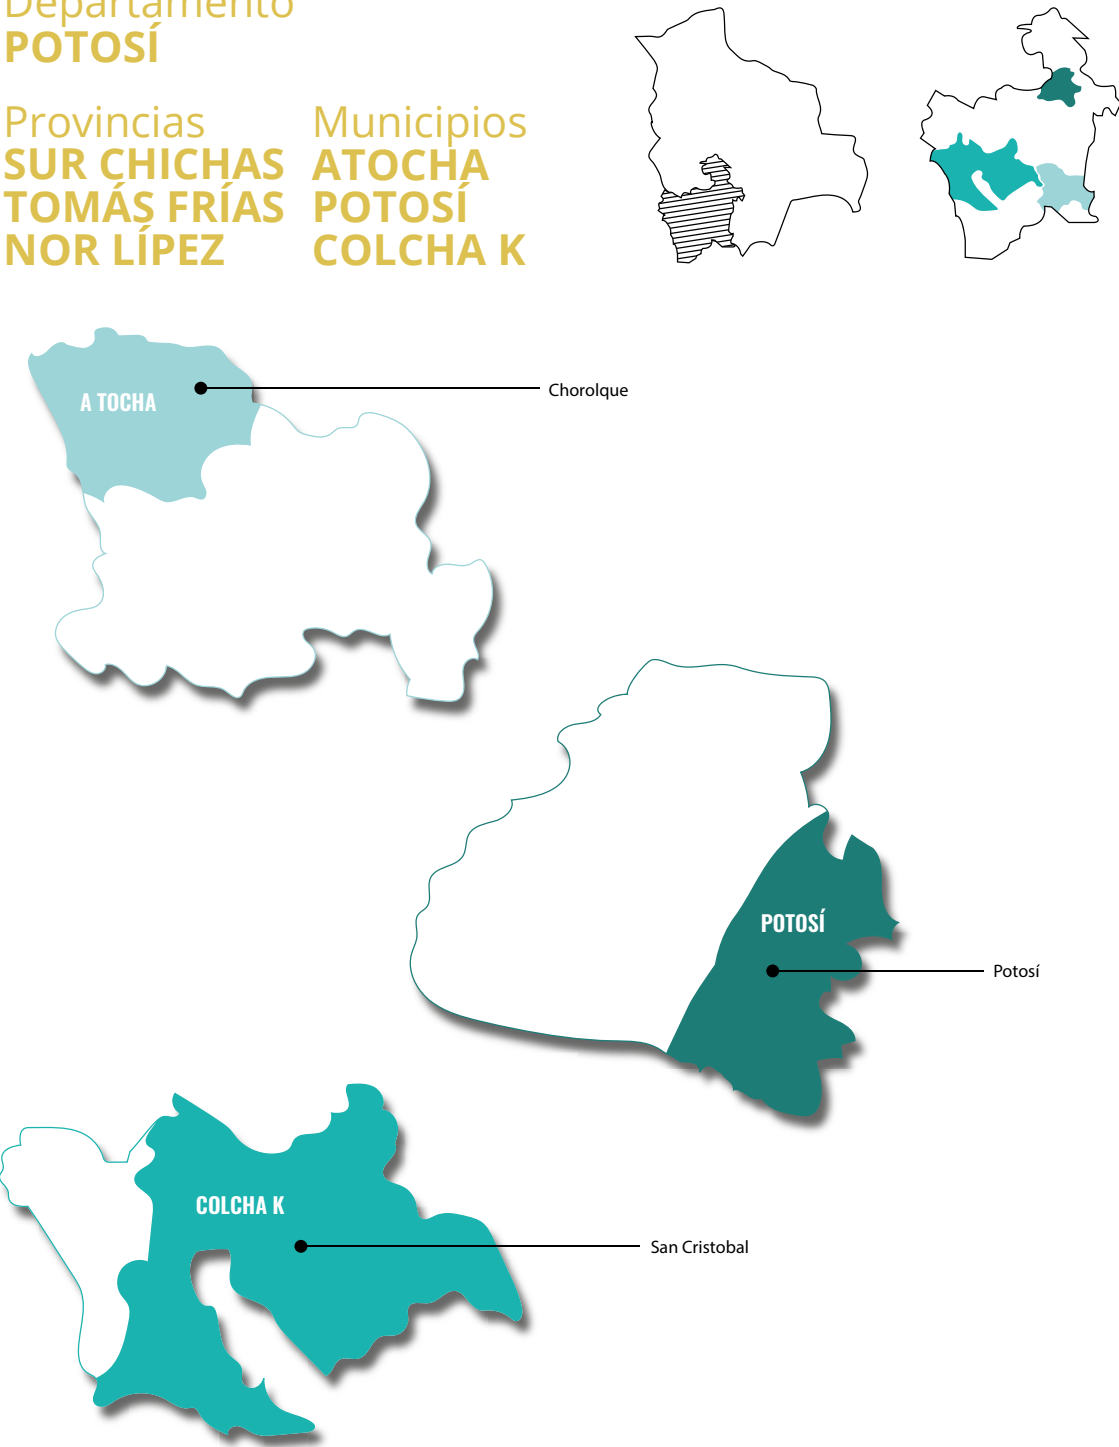 Departamento
POTOSÍ
Provincias
SUR CHICHAS
TOMÁS FRÍAS
NOR LÍPEZ
Municipios
ATOCHA
POTOSÍ
COLCHA K
A TOCHA
Chorolque
POTOSÍ
Potosí
COLCHA K
San Cristobal